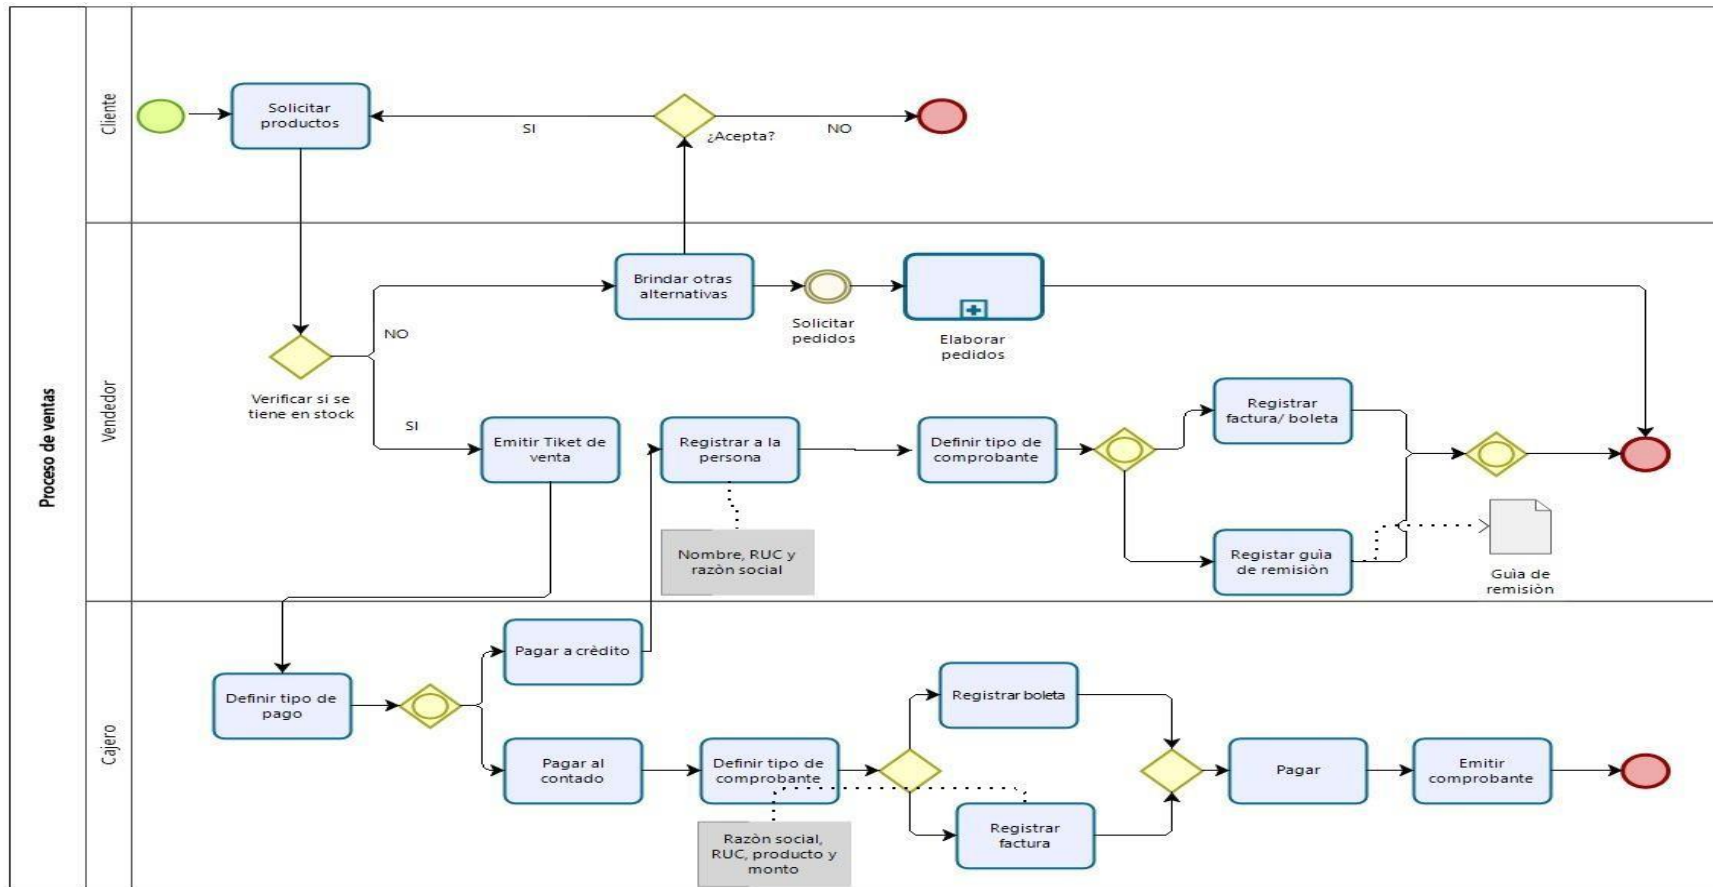 Proceso de ventas
Cliente
Solicitar
productos
SI
¿Acepta?
NO
Vendedor
Brindar otras
alternativas
Solicitar
pedidos
Elaborar
pedidos
NO
Verificar si se
tiene en stock
SI
Emitir Tiket de
venta
Registrar a la
persona
Definir tipo de
comprobante
Registrar
factura/ boleta
Nombre, RUC y
razòn social
Registar guìa
de remisiòn
Guìa de
remisiòn
Cajero
Definir tipo de
pago
Pagar a crèdito
Pagar al
contado
Definir tipo de
comprobante
Registrar boleta
Registrar
factura
Razòn social,
RUC, producto y
monto
Pagar
Emitir
comprobante